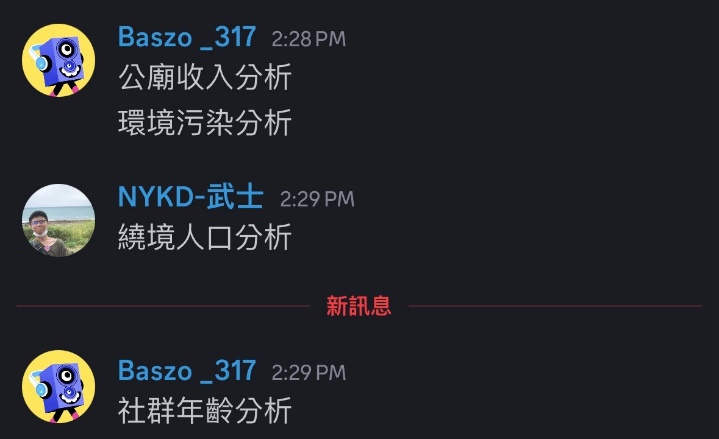 Baszo _317 2:28 PM
公廟收入分析
環境污染分析
NYKD-武士 2:29 PM
繞境人口分析
新訊息
Baszo _317 2:29 PM
社群年齡分析